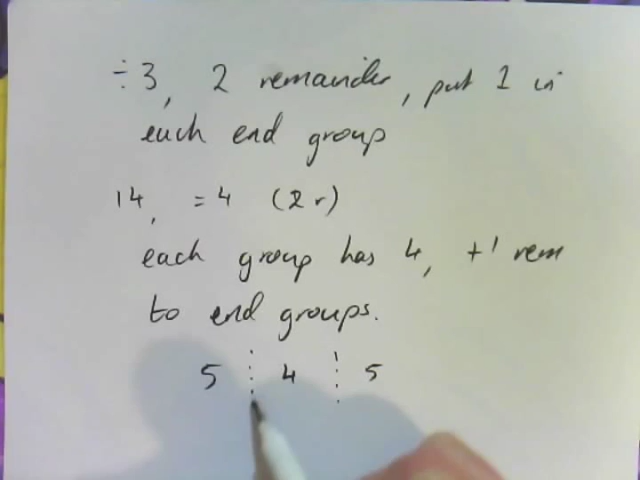 ÷3, 2 remainder, put 1 in
each end group
14, = 4 (2 r)
each group has 4, +1 rem
to end groups.
5 ⋮ 4 ⋮ 5